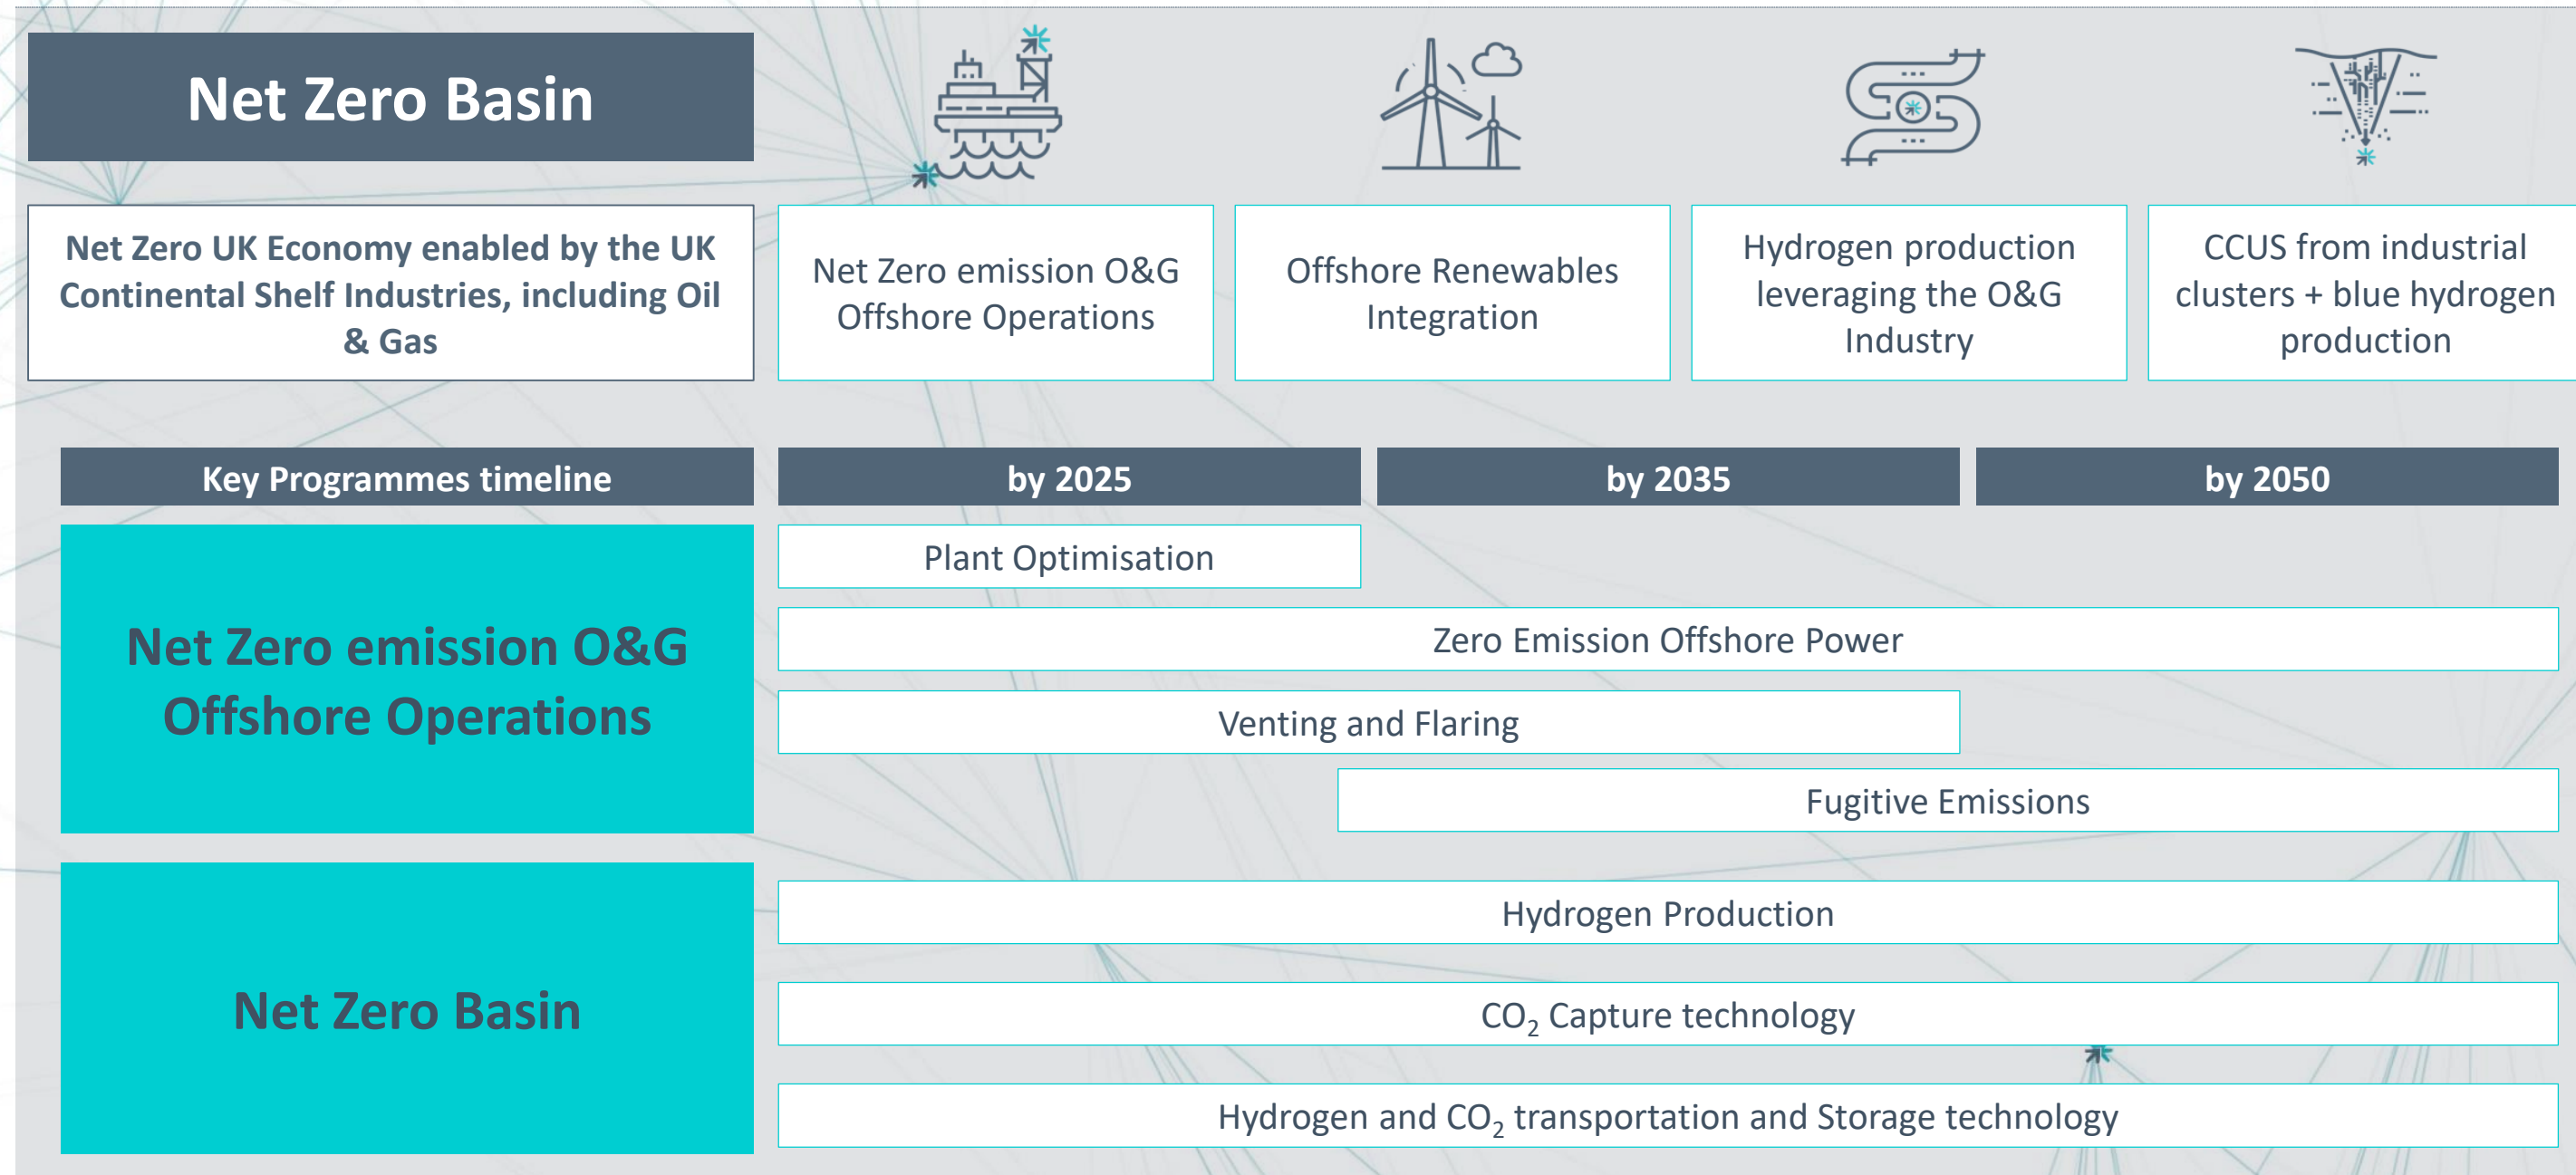 Net Zero Basin
Net Zero UK Economy enabled by the UK
Continental Shelf Industries, including Oil
& Gas
Net Zero emission O&G
Offshore Operations
Offshore Renewables
Integration
Hydrogen production
leveraging the O&G
Industry
CCUS from industrial
clusters + blue hydrogen
production
Key Programmes timeline
by 2025
by 2035
by 2050
Net Zero emission O&G
Offshore Operations
Plant Optimisation
Zero Emission Offshore Power
Venting and Flaring
Fugitive Emissions
Net Zero Basin
Hydrogen Production
CO₂ Capture technology
Hydrogen and CO₂ transportation and Storage technology